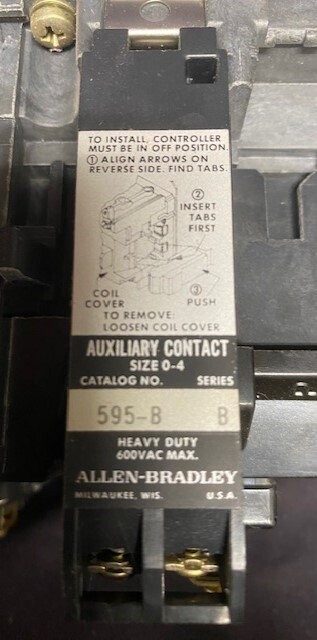 TO INSTALL, CONTROLLER
MUST BE IN OFF POSITION.
① ALIGN ARROWS ON
REVERSE SIDE. FIND TABS.
②
INSERT
TABS
FIRST
COIL
COVER
③
PUSH
TO REMOVE
LOOSEN COIL COVER
AUXILIARY CONTACT
SIZE 0-4
CATALOG NO. SERIES
595-B B
HEAVY DUTY
600VAC MAX.
ALLEN-BRADLEY
MILWAUKEE, WIS. U.S.A.